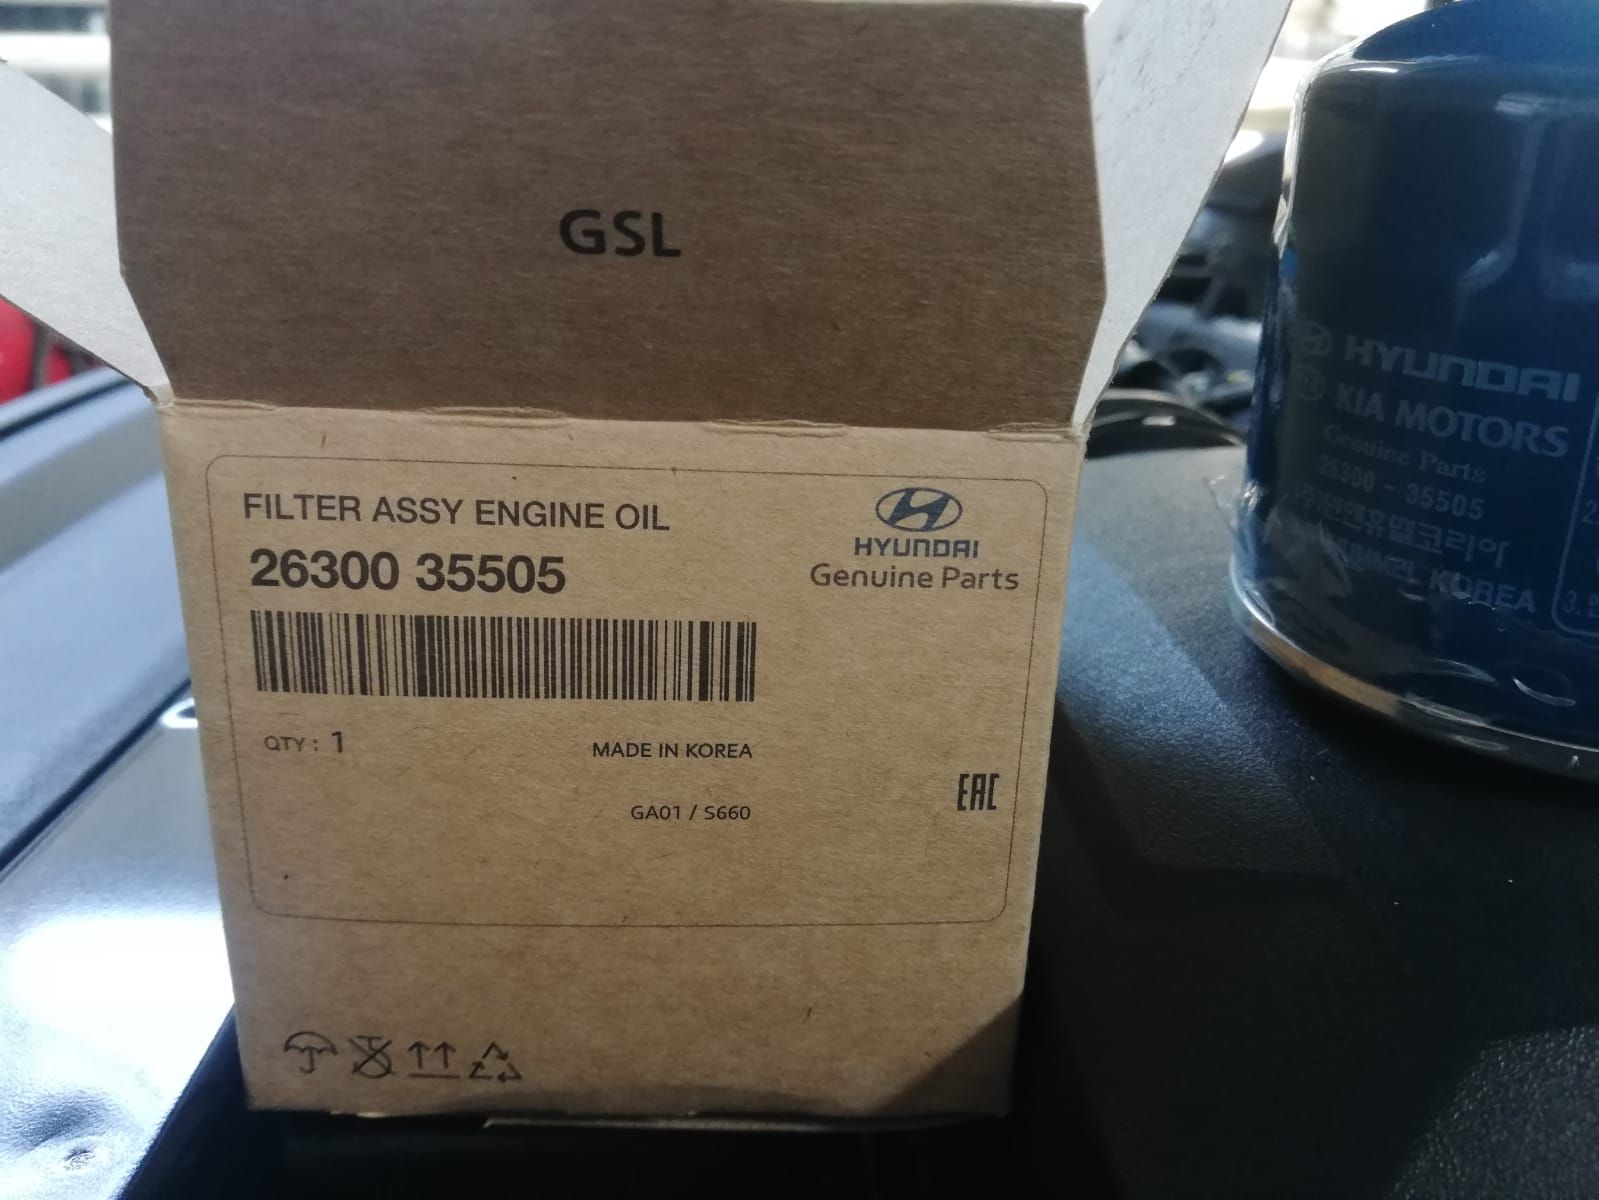 GSL
FILTER ASSY ENGINE OIL
26300 35505
HYUNDAI
Genuine Parts
QTY : 1
MADE IN KOREA
GA01 / S660
EAC
HYUNDAI
KIA MOTORS
Genuine Parts
26300 - 35505
KOREA